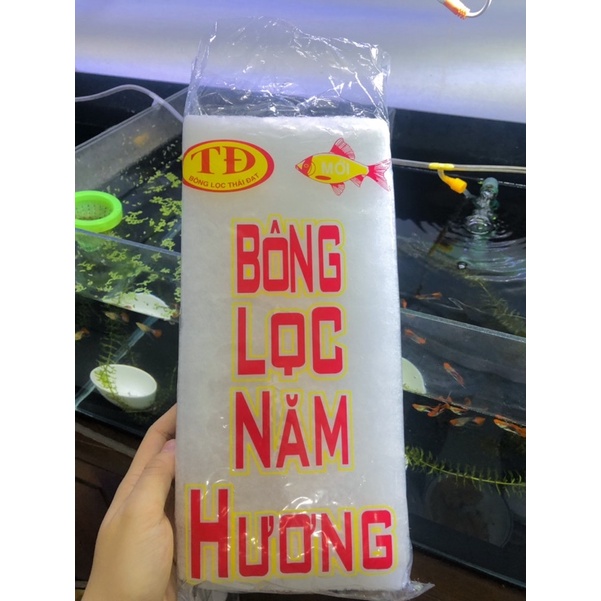 TĐ
BÔNG LỌC THÁI ĐẠT
MỚI
BÔNG
LỌC
NĂM
HƯƠNG